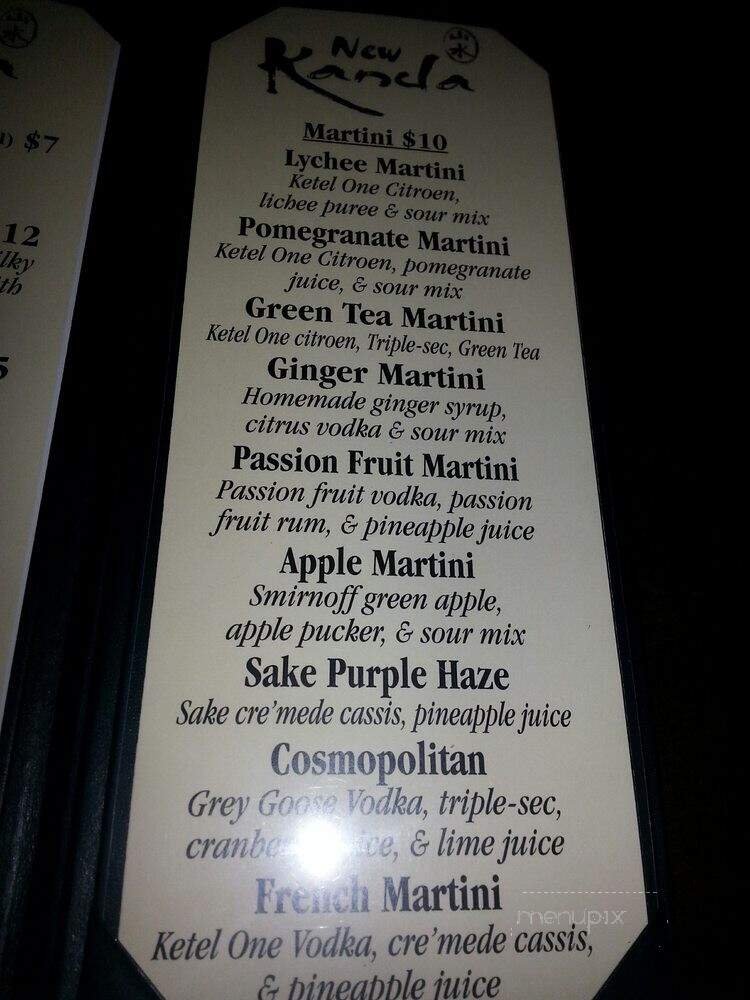 New
Kanda
Martini $10
Lychee Martini
Ketel One Citroen,
lichee puree & sour mix
Pomegranate Martini
Ketel One Citroen, pomegranate
juice, & sour mix
Green Tea Martini
Ketel One citroen, Triple-sec, Green Tea
Ginger Martini
Homemade ginger syrup,
citrus vodka & sour mix
Passion Fruit Martini
Passion fruit vodka, passion
fruit rum, & pineapple juice
Apple Martini
Smirnoff green apple,
apple pucker, & sour mix
Sake Purple Haze
Sake cre'mede cassis, pineapple juice
Cosmopolitan
Grey Goose Vodka, triple-sec,
& lime juice
French Martini
Ketel One Vodka, cre'mede cassis,
& pineapple juice
$7
12
menupix